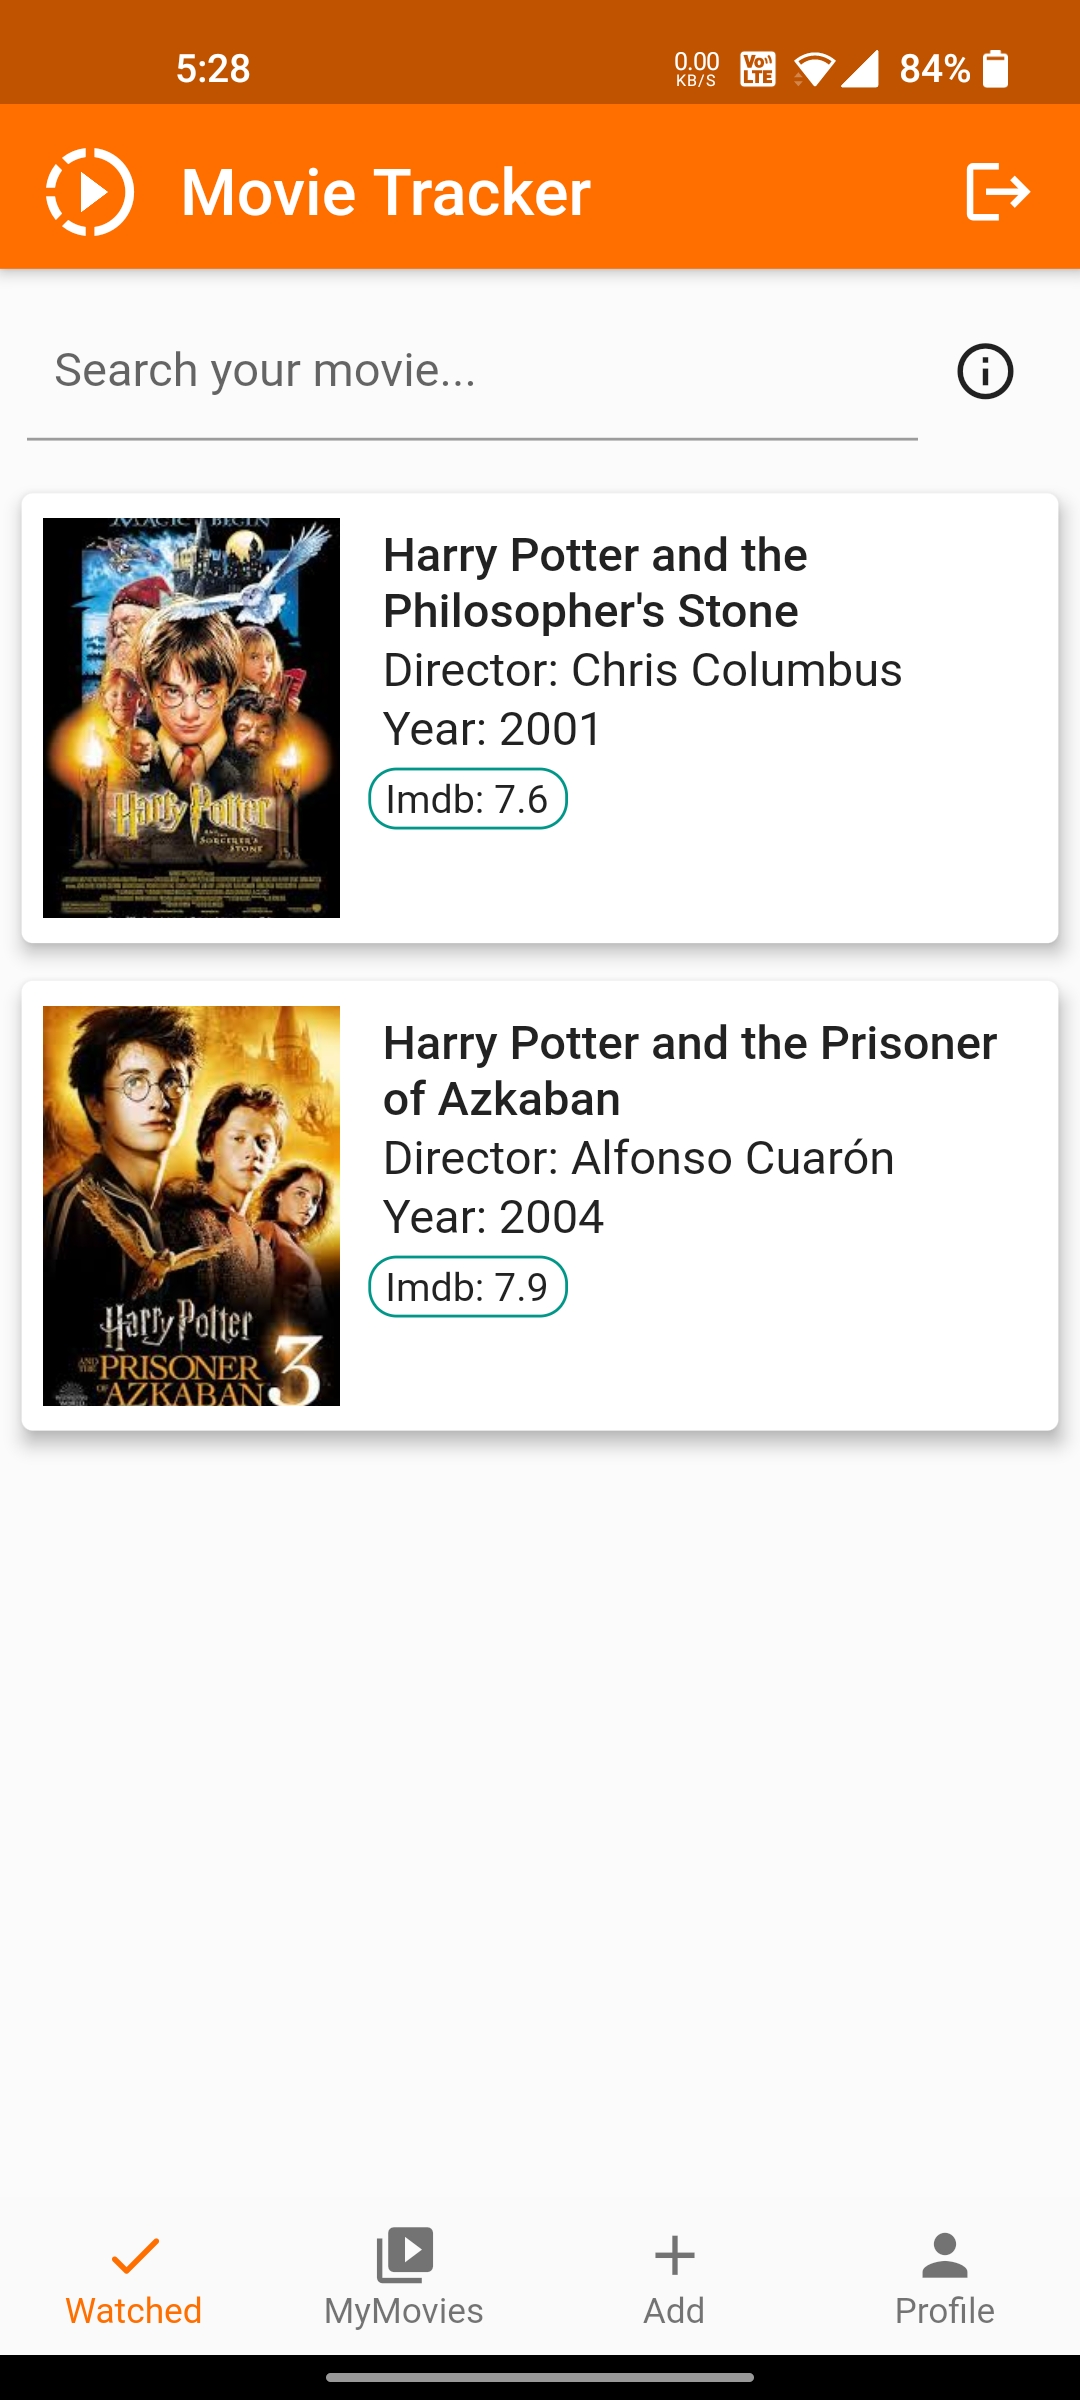 5:28
0.00
KB/S
Vo))
LTE
84%
Movie Tracker
Search your movie...
MAGIC BEGIN
Harry Potter
AND THE
SORCERER'S
STONE
Harry Potter and the
Philosopher's Stone
Director: Chris Columbus
Year: 2001
Imdb: 7.6
Harry Potter
AND THE PRISONER
OF AZKABAN
3
Harry Potter and the Prisoner
of Azkaban
Director: Alfonso Cuarón
Year: 2004
Imdb: 7.9
Watched
MyMovies
Add
Profile